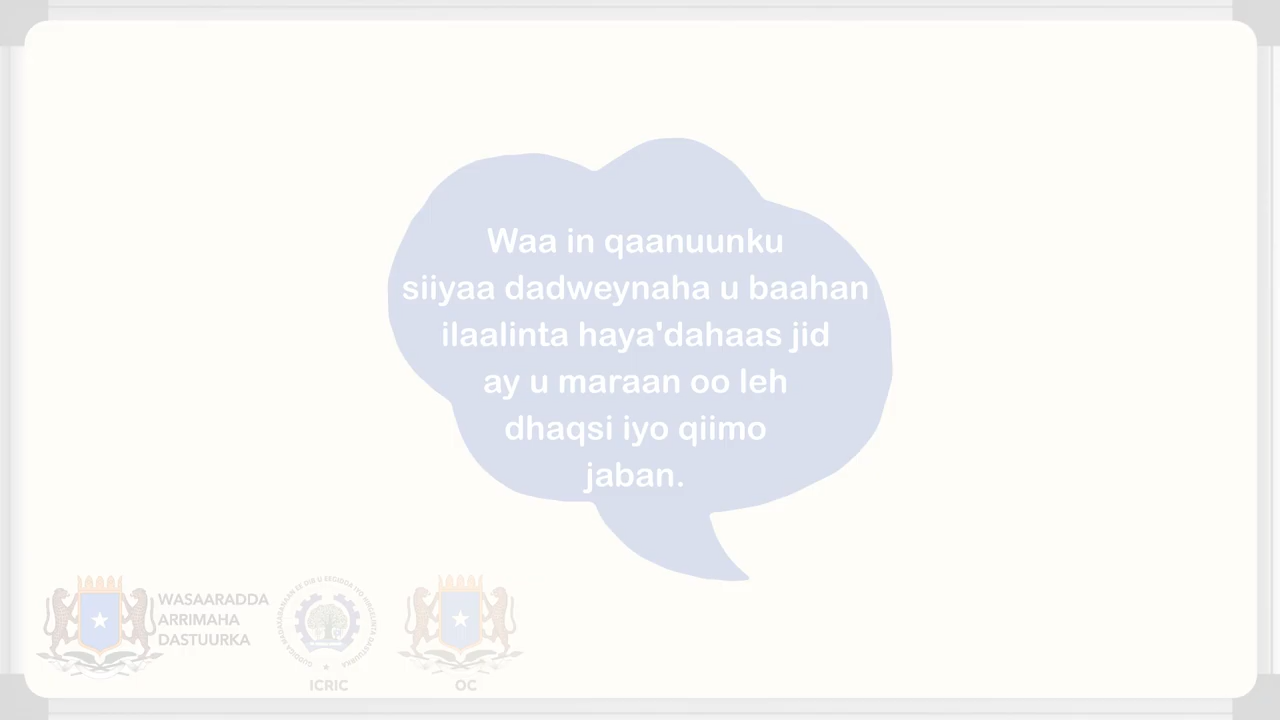 Waa in qaanuunku
siiyaa dadweynaha u baahan
ilaalinta haya'dahaas jid
ay u maraan oo leh
dhaqsi iyo qiimo
jaban.
WASAARADDA
ARRIMAHA
DASTUURKA
ICRIC
OC